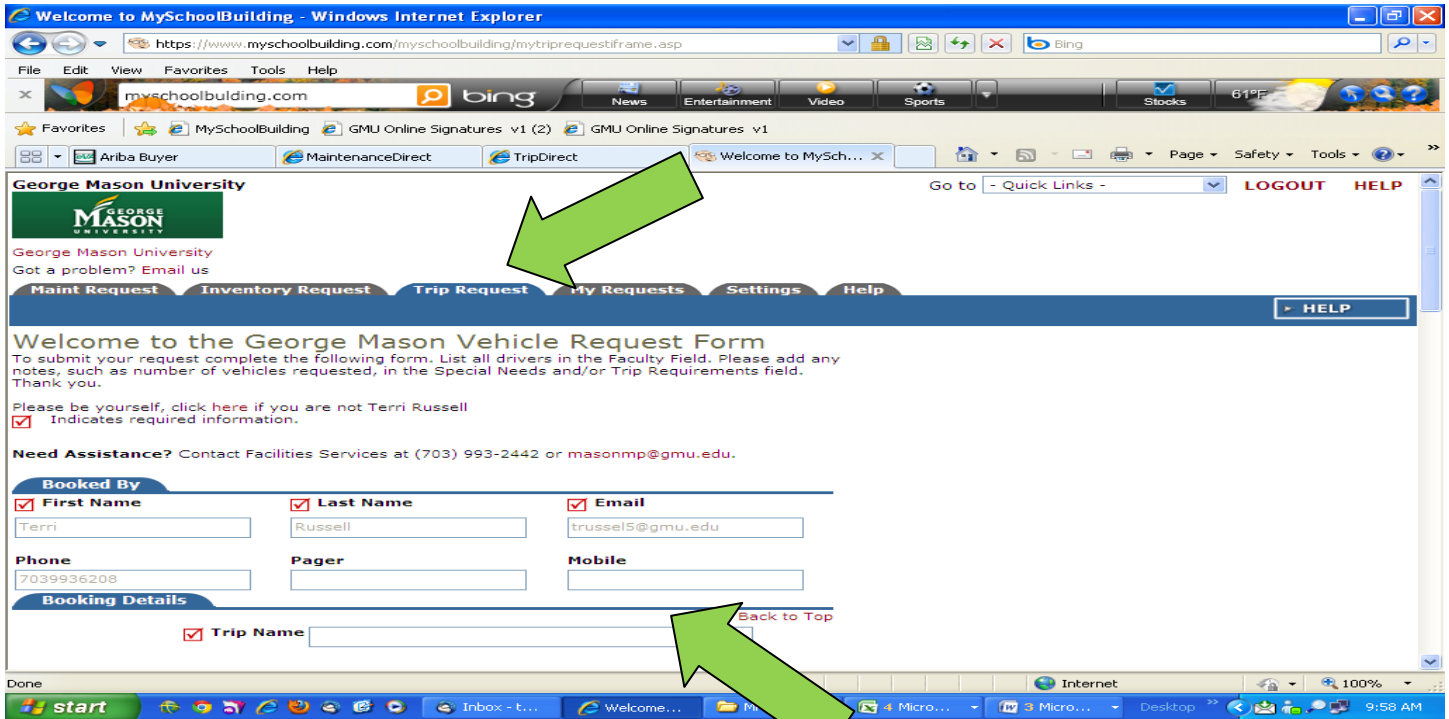 Welcome to MySchoolBuilding - Windows Internet Explorer
https://www.myschoolbuilding.com/myschoolbuilding/mytriprequestiframe.asp Bing
File Edit View Favorites Tools Help
myschoolbulding.com bing News Entertainment Video Sports Stocks 61°F
Favorites MySchoolBuilding GMU Online Signatures v1 (2) GMU Online Signatures v1
Ariba Buyer MaintenanceDirect TripDirect Welcome to MySch... Page Safety Tools
George Mason University Go to - Quick Links - LOGOUT HELP
GEORGE
MASON
UNIVERSITY
George Mason University
Got a problem? Email us
Maint Request Inventory Request Trip Request My Requests Settings Help
HELP
Welcome to the George Mason Vehicle Request Form
To submit your request complete the following form. List all drivers in the Faculty Field. Please add any
notes, such as number of vehicles requested, in the Special Needs and/or Trip Requirements field.
Thank you.
Please be yourself, click here if you are not Terri Russell
Indicates required information.
Need Assistance? Contact Facilities Services at (703) 993-2442 or masonmp@gmu.edu.
Booked By
First Name Last Name Email
Terri Russell trussel5@gmu.edu
Phone Pager Mobile
7039936208
Booking Details
Back to Top
Trip Name
Done Internet 100%
start Inbox - t... Welcome... 4 Micro... 3 Micro... Desktop 9:58 AM